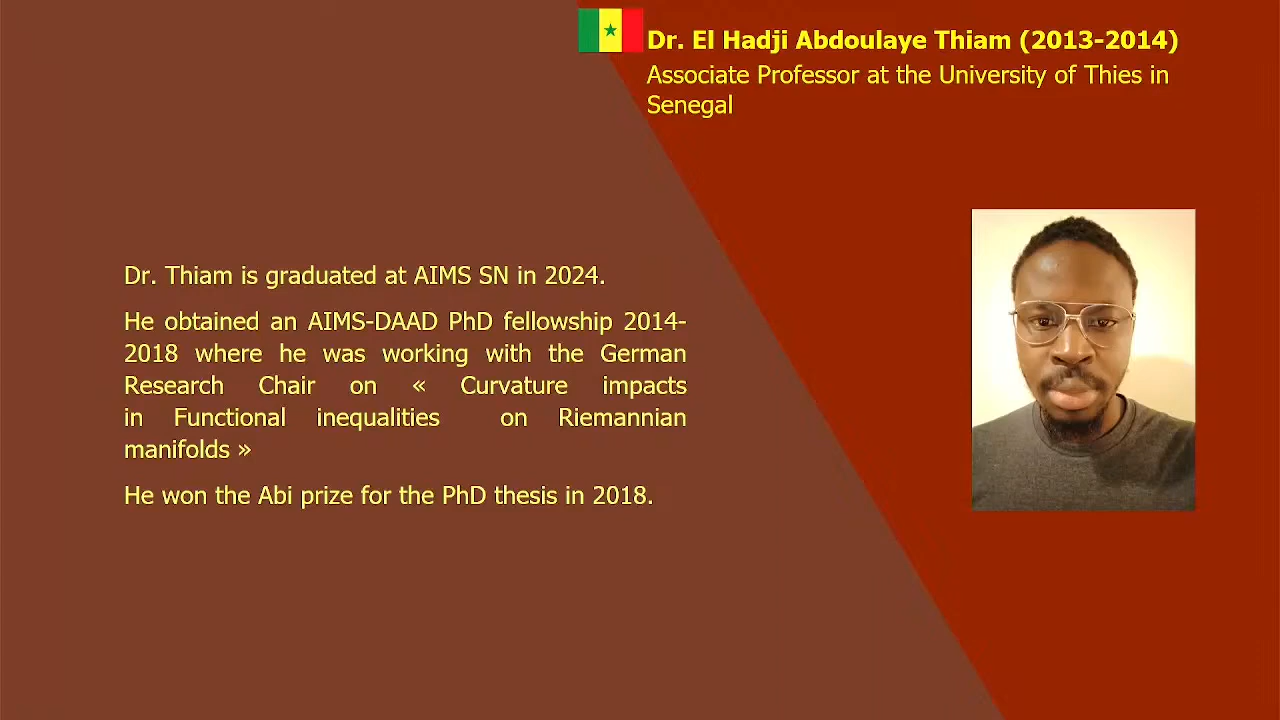 Dr. El Hadji Abdoulaye Thiam (2013-2014)
Associate Professor at the University of Thies in
Senegal
Dr. Thiam is graduated at AIMS SN in 2024.
He obtained an AIMS-DAAD PhD fellowship 2014-
2018 where he was working with the German
Research Chair on « Curvature impacts
in Functional inequalities on Riemannian
manifolds »
He won the Abi prize for the PhD thesis in 2018.